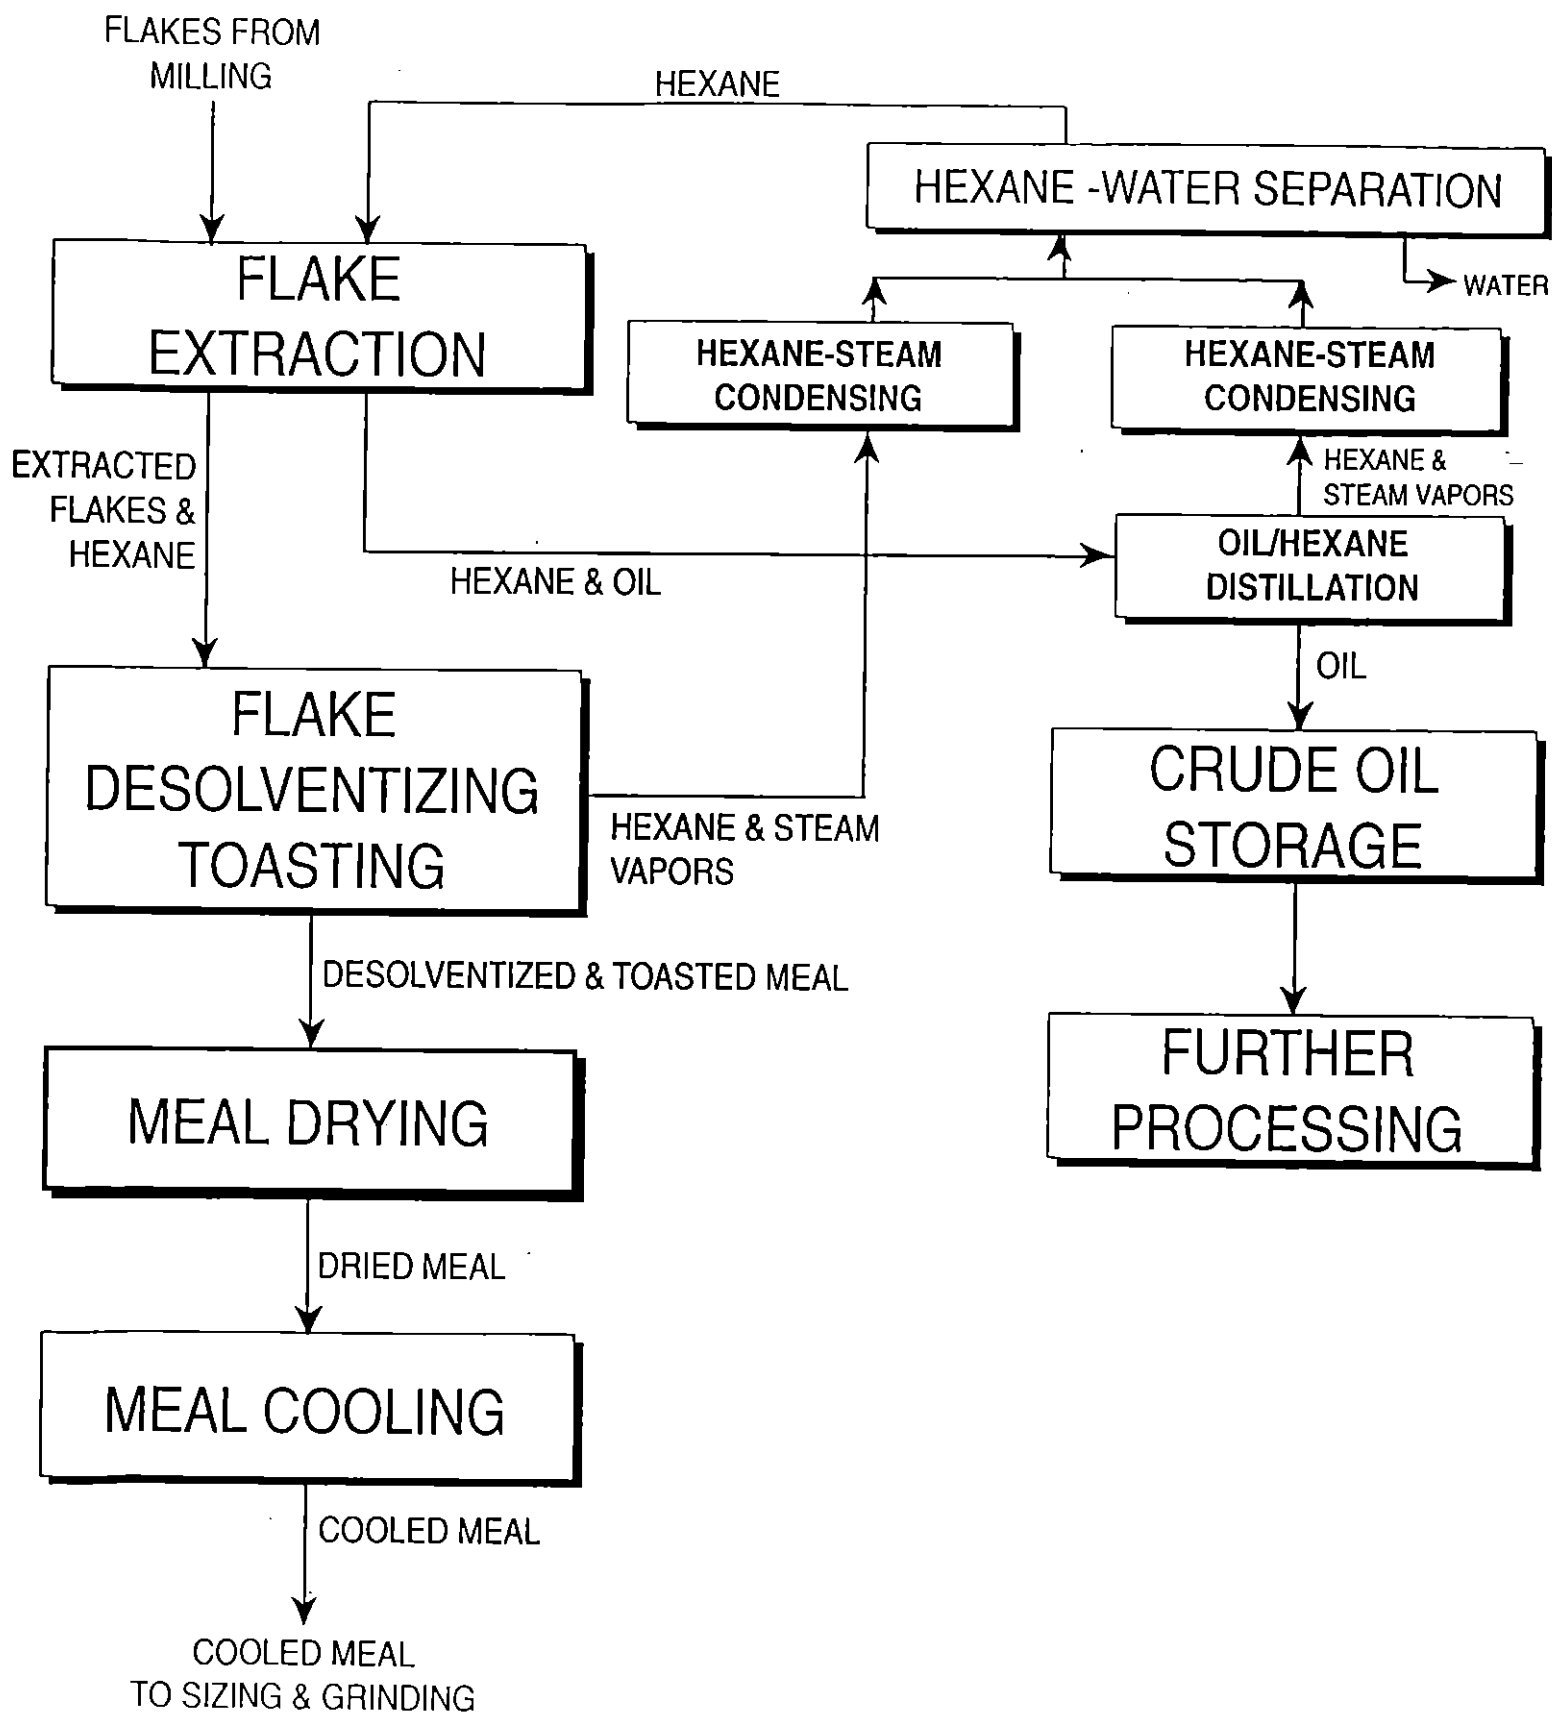 FLAKES FROM
MILLING
HEXANE
HEXANE -WATER SEPARATION
WATER
FLAKE
EXTRACTION
HEXANE-STEAM
CONDENSING
HEXANE-STEAM
CONDENSING
EXTRACTED
FLAKES &
HEXANE
HEXANE &
STEAM VAPORS
HEXANE & OIL
OIL/HEXANE
DISTILLATION
OIL
FLAKE
DESOLVENTIZING
TOASTING
HEXANE & STEAM
VAPORS
CRUDE OIL
STORAGE
DESOLVENTIZED & TOASTED MEAL
FURTHER
PROCESSING
MEAL DRYING
DRIED MEAL
MEAL COOLING
COOLED MEAL
COOLED MEAL
TO SIZING & GRINDING